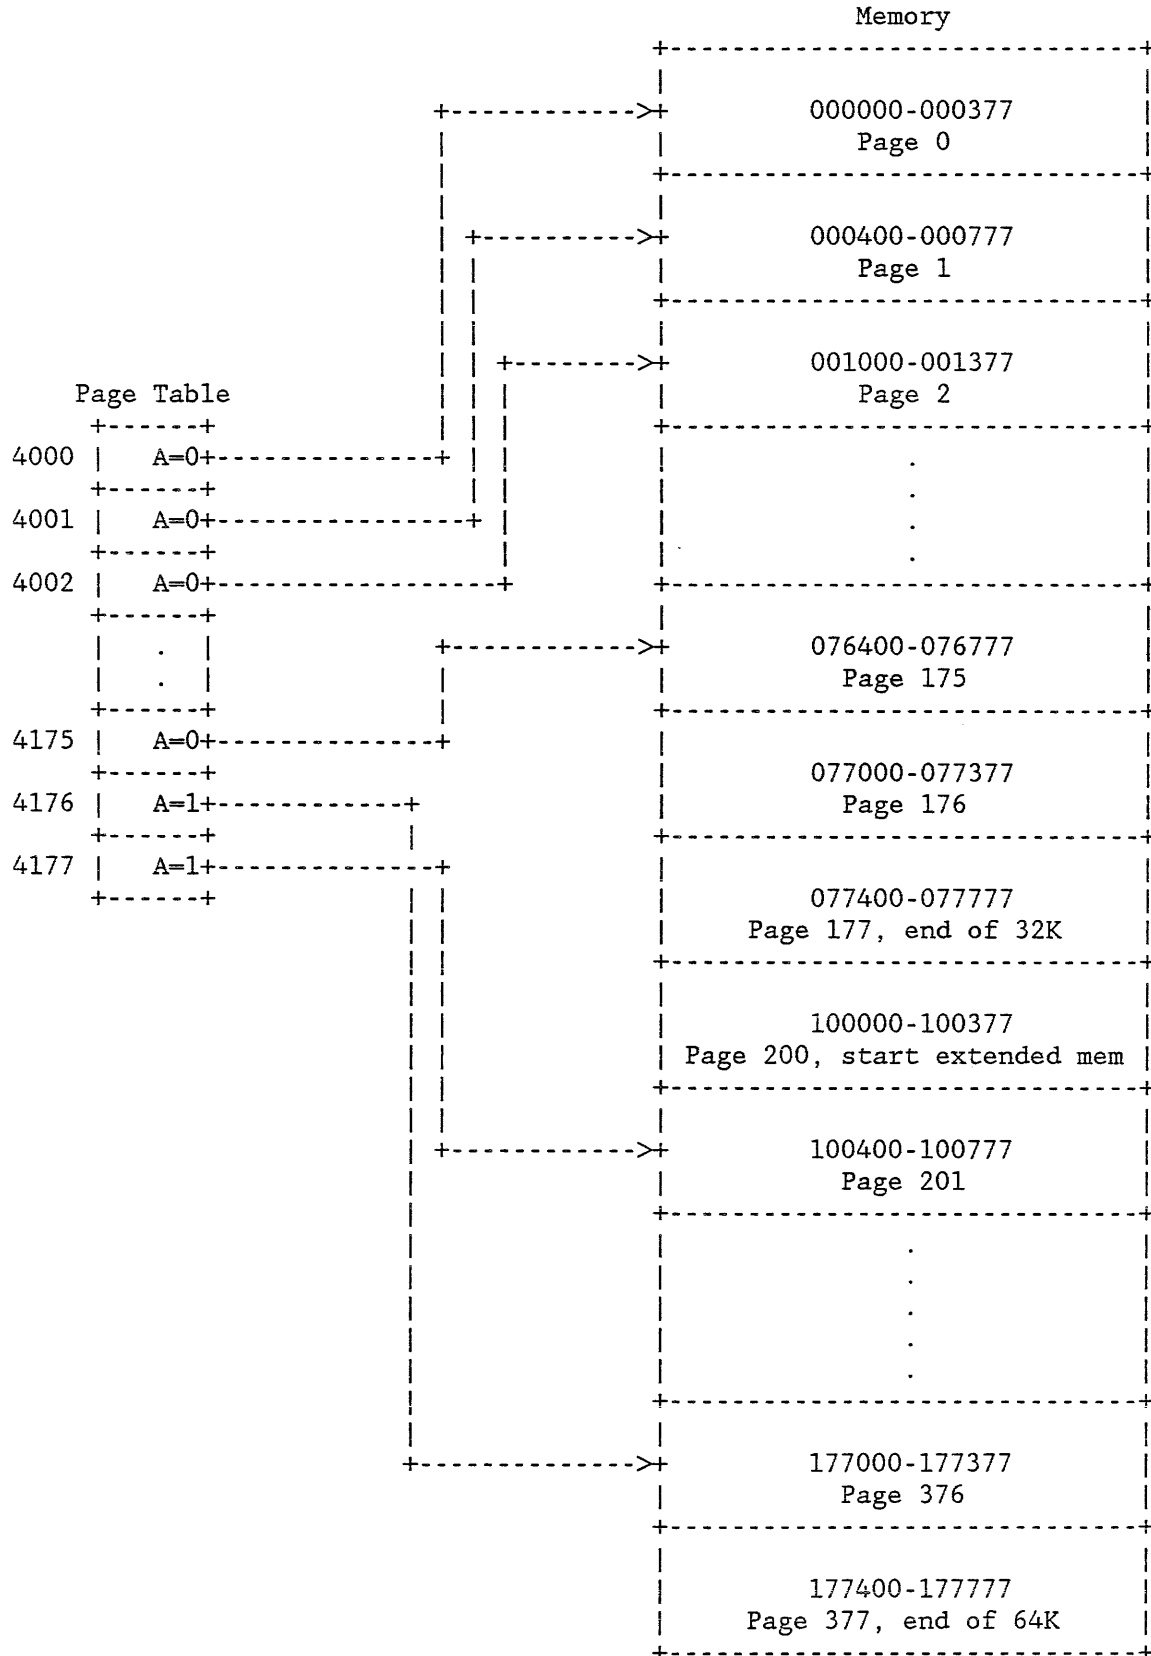 Memory
000000-000377
Page 0
000400-000777
Page 1
001000-001377
Page 2
Page Table
4000 | A=0
.
4001 | A=0
.
.
4002 | A=0
.
. 076400-076777
. Page 175
4175 | A=0
077000-077377
4176 | A=1 Page 176
4177 | A=1
077400-077777
Page 177, end of 32K
100000-100377
Page 200, start extended mem
100400-100777
Page 201
.
.
.
.
.
177000-177377
Page 376
177400-177777
Page 377, end of 64K